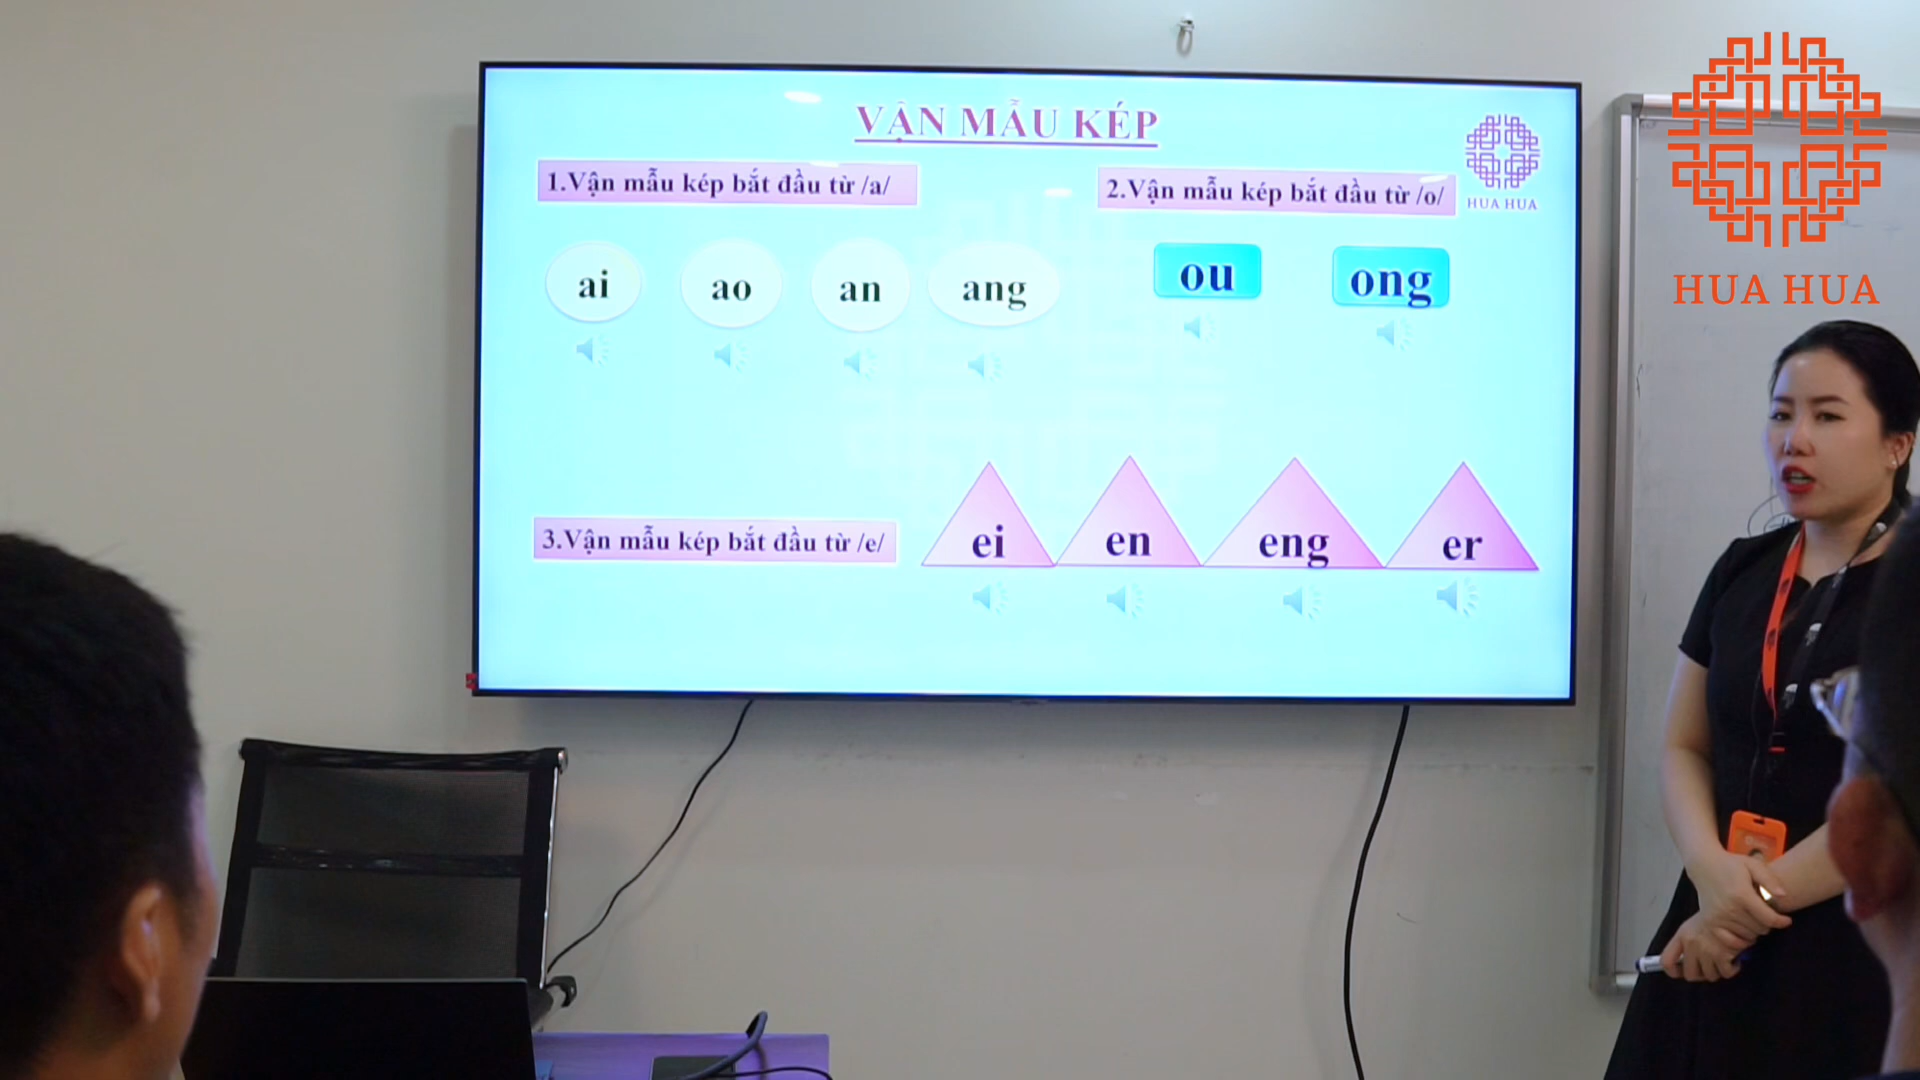 VẬN MẪU KÉP
1.Vận mẫu kép bắt đầu từ /a/
ai ao an ang
2.Vận mẫu kép bắt đầu từ /o/
ou ong
HUA HUA
3.Vận mẫu kép bắt đầu từ /e/
ei en eng er
HUA HUA